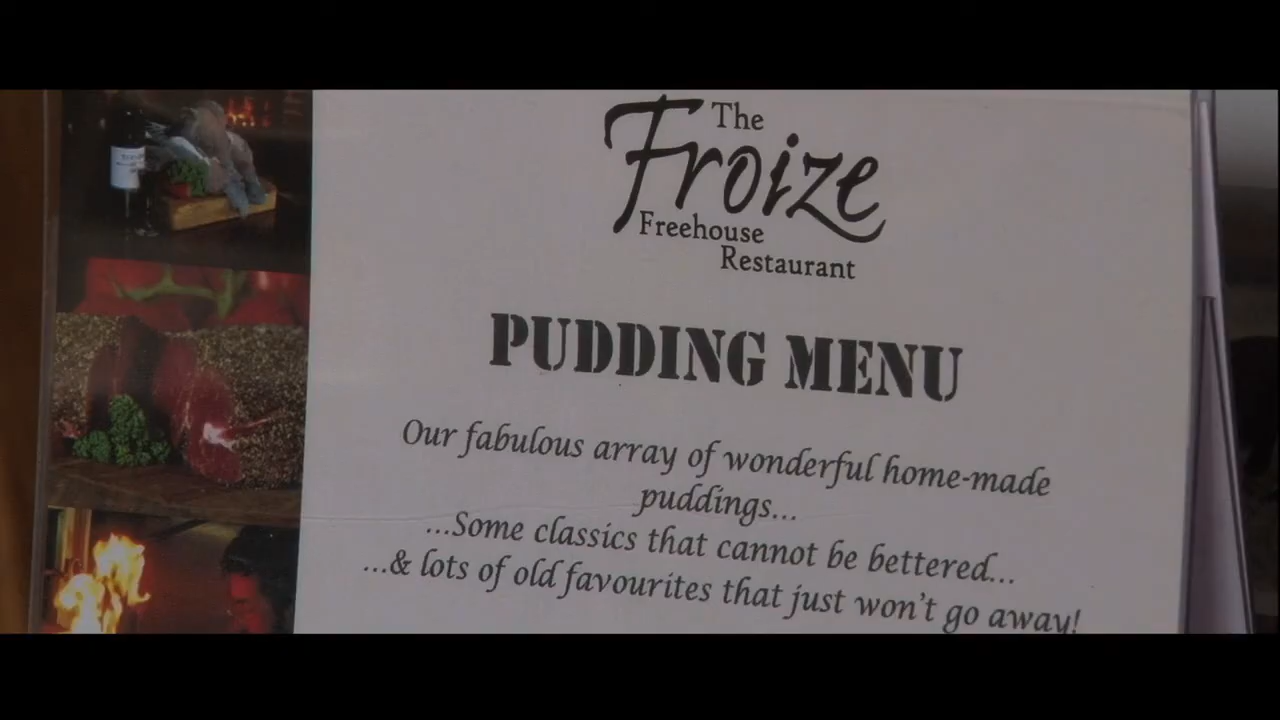 The
Froize
Freehouse
Restaurant
PUDDING MENU
Our fabulous array of wonderful home-made
puddings...
...Some classics that cannot be bettered...
...& lots of old favourites that just won't go away!